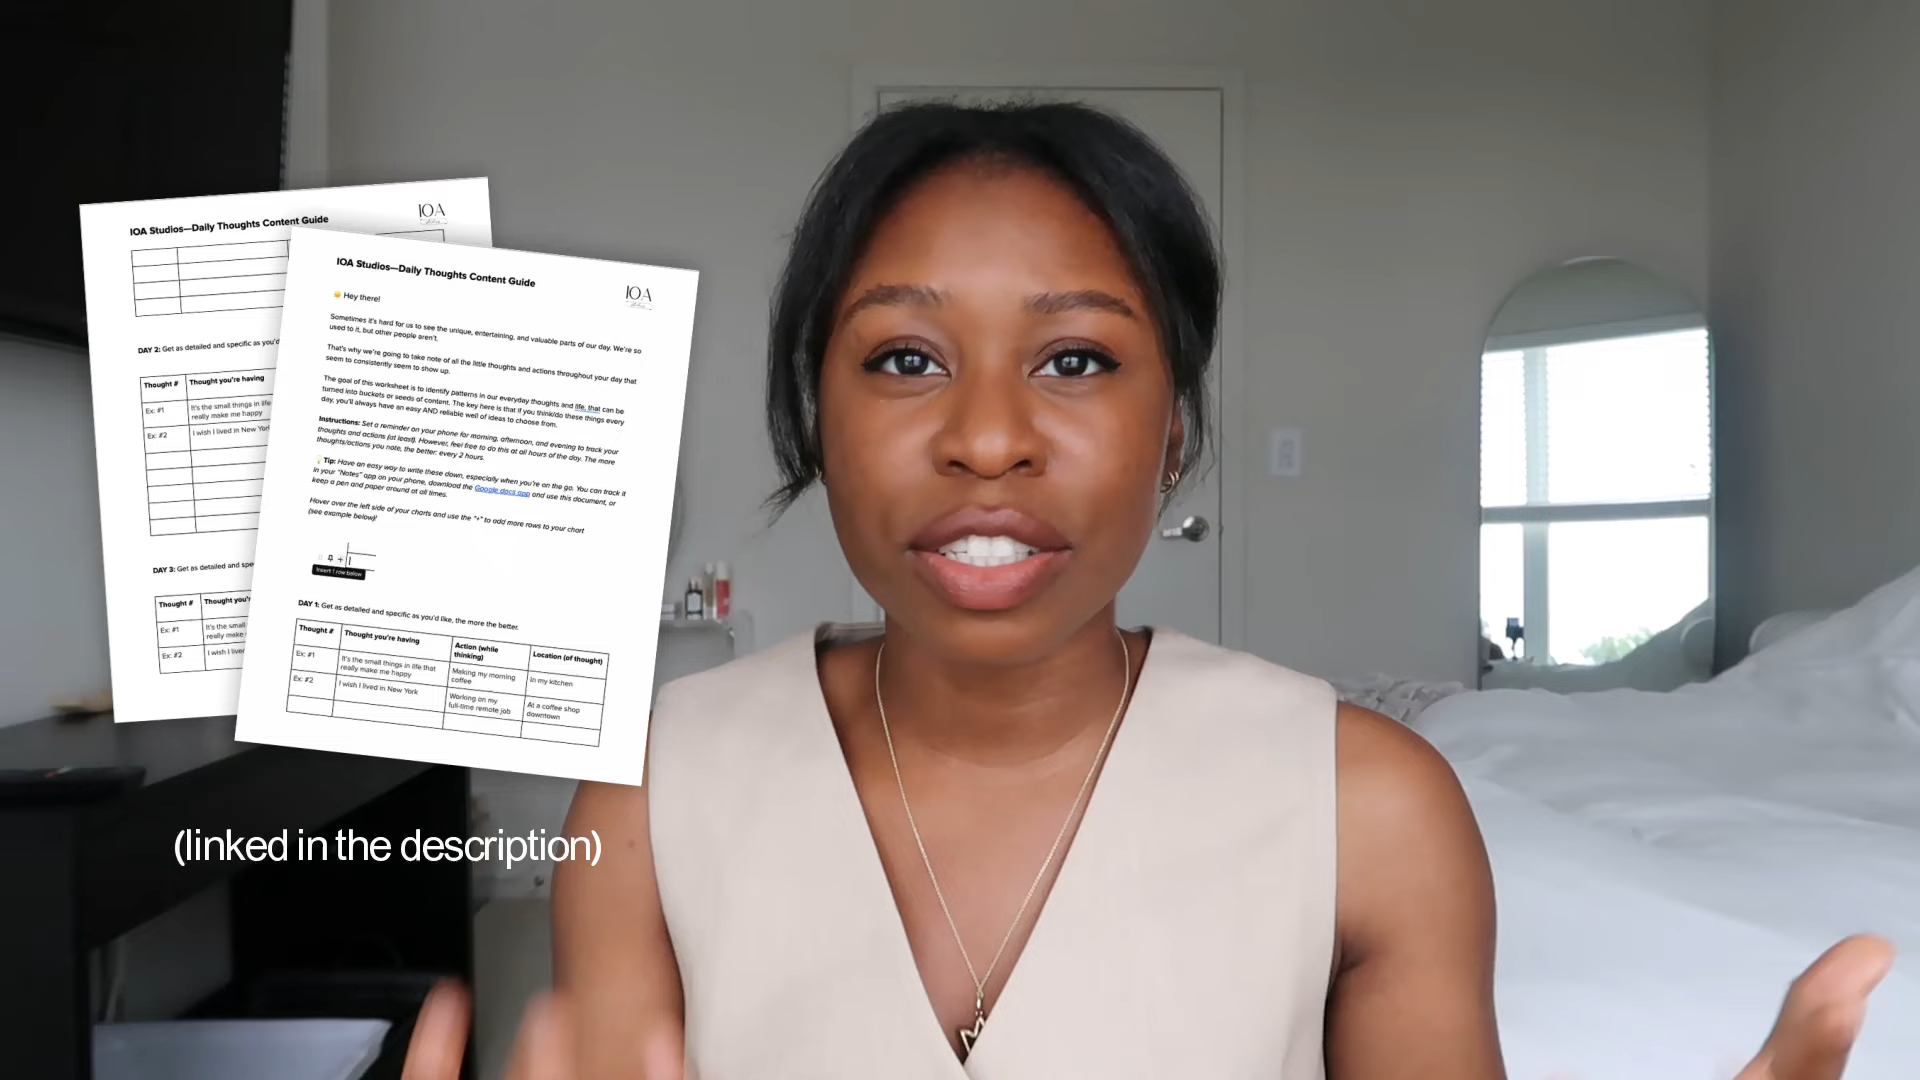 IOA Studios—Daily Thoughts Content Guide
IOA
DAY 2: Get as detailed and specific as you'd
Thought # Thought you're having
Ex: #1 It's the small things in life
really make me happy
Ex: #2 I wish I lived in New York
DAY 3: Get as detailed and spe
Thought # Thought you're
Ex: #1 It's the small
really make
Ex: #2 I wish I live
IOA Studios—Daily Thoughts Content Guide
IOA
Hey there!
Sometimes it's hard for us to see the unique, entertaining, and valuable parts of our day. We're so
used to it, but other people aren't.
That's why we're going to take note of all the little thoughts and actions throughout your day that
seem to consistently seem to show up.
The goal of this worksheet is to identify patterns in our everyday thoughts and life, that can be
turned into buckets or seeds of content. The key here is that if you think/do these things every
day, you'll always have an easy AND reliable well of ideas to choose from.
Instructions: Set a reminder on your phone for morning, afternoon, and evening to track your
thoughts and actions (at least). However, feel free to do this at all hours of the day. The more
thoughts/actions you note, the better: every 2 hours.
Tip: Have an easy way to write these down, especially when you're on the go. You can track it
in your "Notes" app on your phone, download the Google docs app and use this document, or
keep a pen and paper around at all times.
Hover over the left side of your charts and use the "+" to add more rows to your chart
(see example below)!
Insert 1 row below
DAY 1: Get as detailed and specific as you'd like, the more the better.
Thought # Thought you're having Action (while
thinking) Location (of thought)
Ex: #1 It's the small things in life that
really make me happy Making my morning
coffee In my kitchen
Ex: #2 I wish I lived in New York Working on my
full-time remote job At a coffee shop
downtown
(linked in the description)